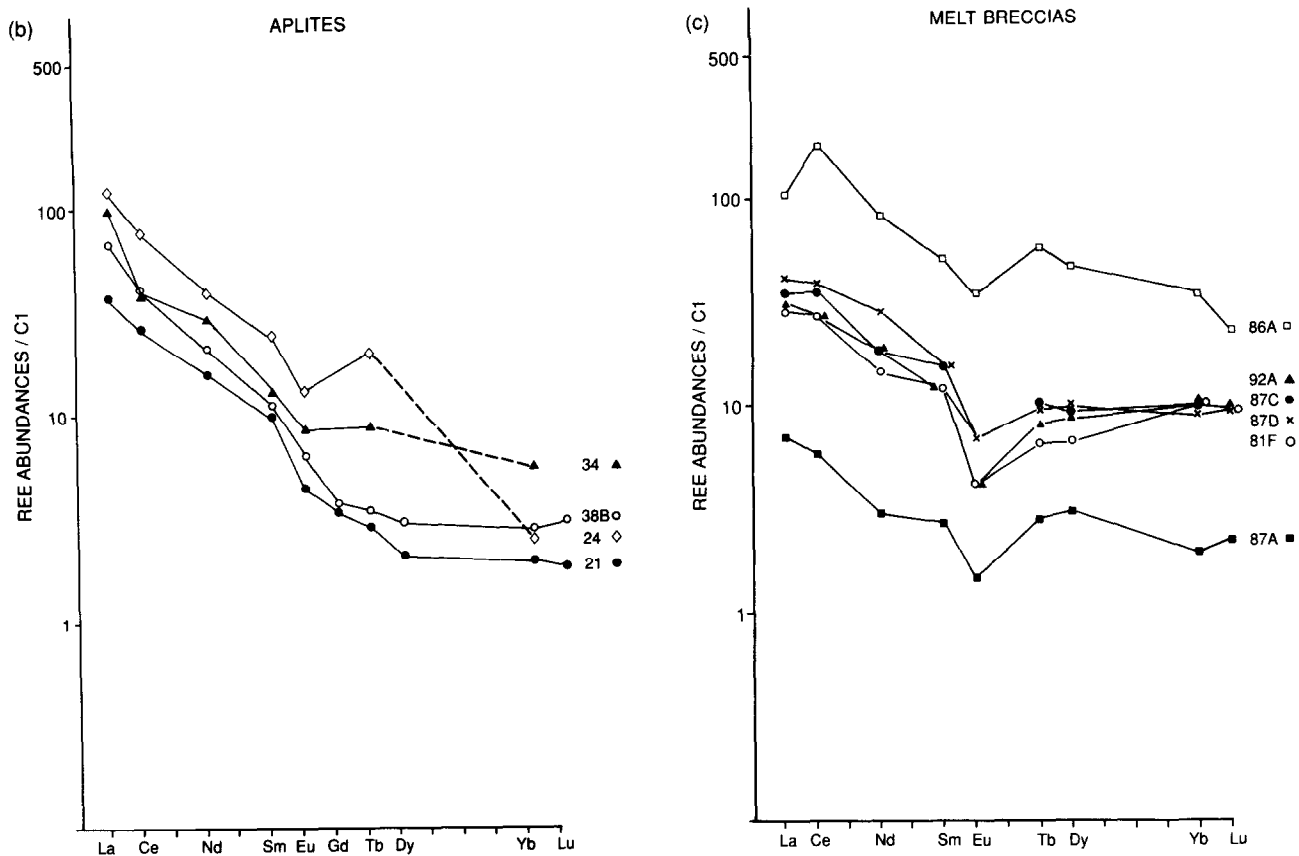 (b)
APLITES
REE ABUNDANCES / C1
500
100
10
1
34
38B
24
21
La Ce Nd Sm Eu Gd Tb Dy Yb Lu
(c)
MELT BRECCIAS
REE ABUNDANCES / C1
500
100
10
1
86A
92A
87C
87D
81F
87A
La Ce Nd Sm Eu Tb Dy Yb Lu